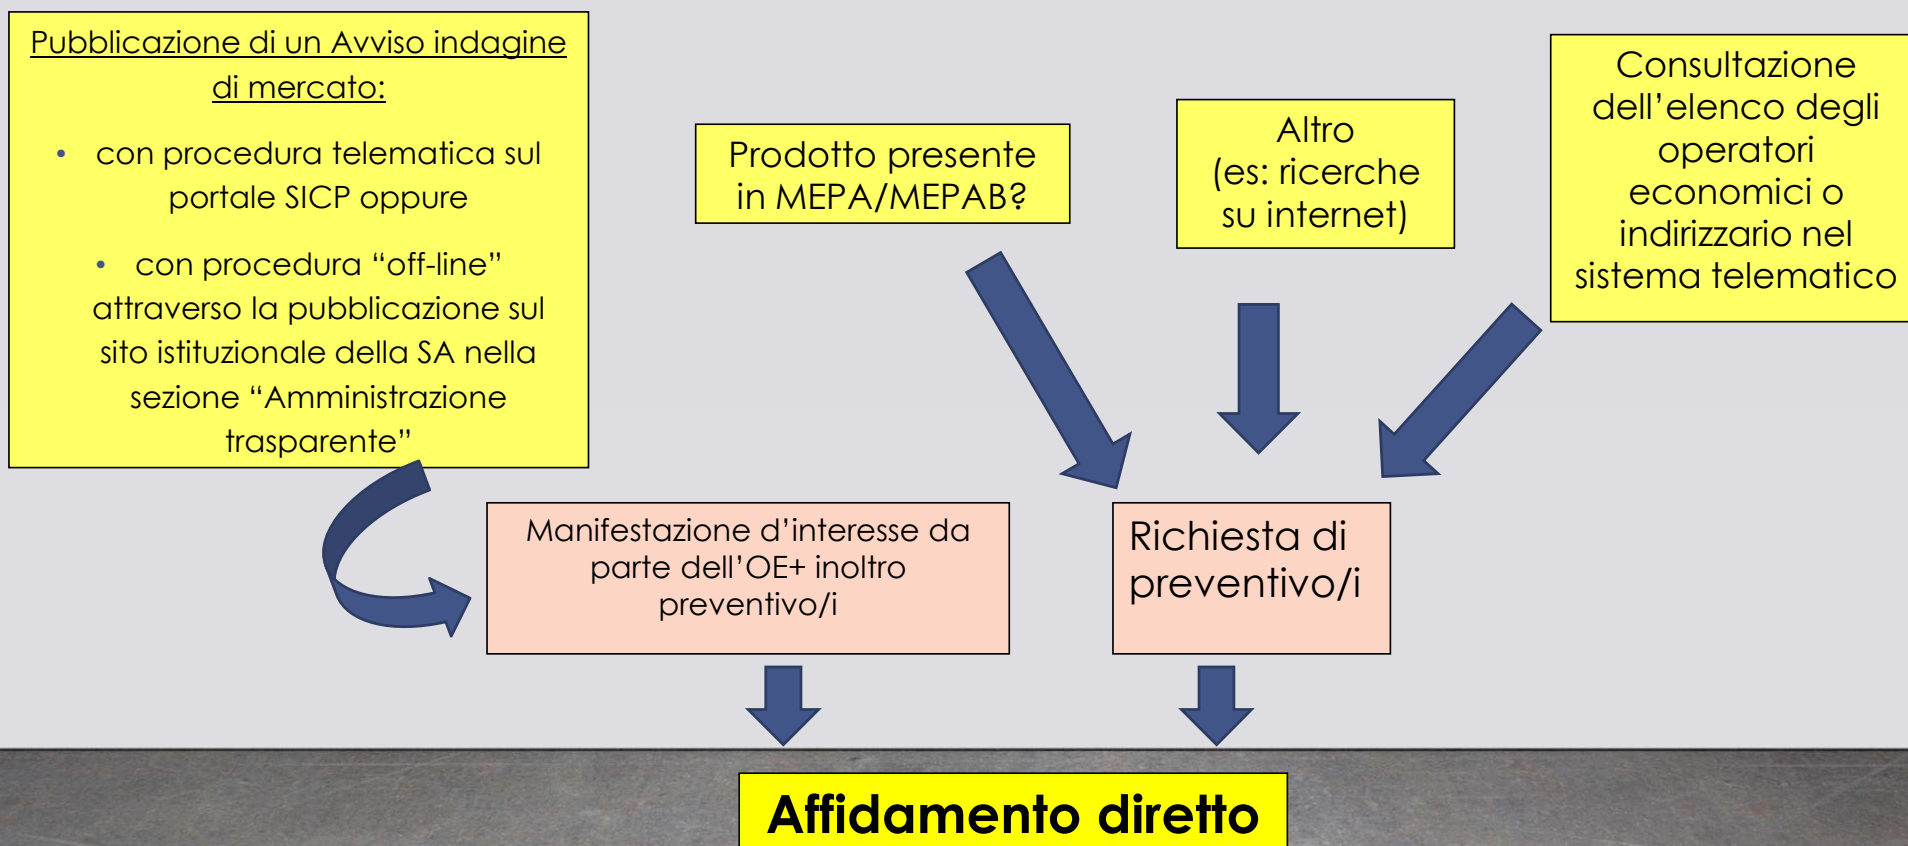 Pubblicazione di un Avviso indagine
di mercato:
• con procedura telematica sul
portale SICP oppure
• con procedura “off-line”
attraverso la pubblicazione sul
sito istituzionale della SA nella
sezione “Amministrazione
trasparente”
Prodotto presente
in MEPA/MEPAB?
Altro
(es: ricerche
su internet)
Consultazione
dell’elenco degli
operatori
economici o
indirizzario nel
sistema telematico
Manifestazione d’interesse da
parte dell’OE+ inoltro
preventivo/i
Richiesta di
preventivo/i
Affidamento diretto